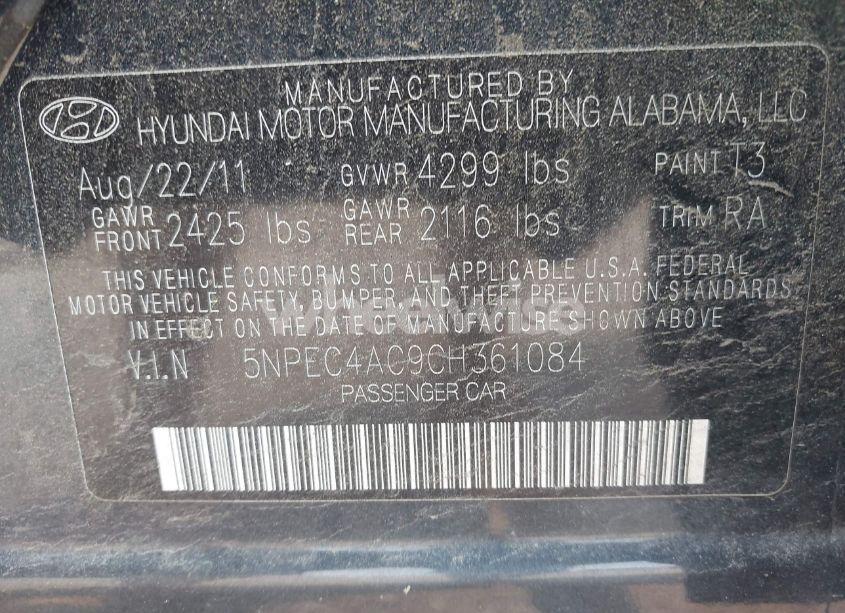 MANUFACTURED BY
HYUNDAI MOTOR MANUFACTURING ALABAMA, LLC
Aug/22/11 GVWR 4299 lbs PAINT T3
GAWR FRONT 2425 lbs GAWR REAR 2116 lbs TRIM RA
THIS VEHICLE CONFORMS TO ALL APPLICABLE U.S.A. FEDERAL
MOTOR VEHICLE SAFETY, BUMPER, AND THEFT PREVENTION STANDARDS
IN EFFECT ON THE DATE OF MANUFACTURE SHOWN ABOVE
V.I.N 5NPEC4AC9CH361084
PASSENGER CAR